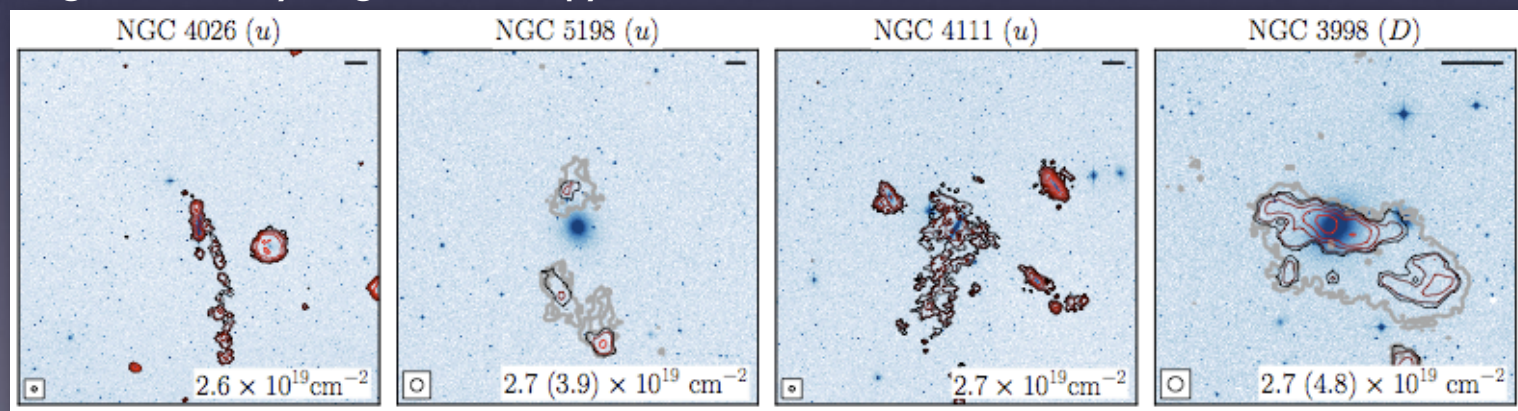 NGC 4026 (u)
NGC 5198 (u)
NGC 4111 (u)
NGC 3998 (D)
2.6 × 10¹⁹cm⁻²
2.7 (3.9) × 10¹⁹ cm⁻²
2.7 × 10¹⁹cm⁻²
2.7 (4.8) × 10¹⁹ cm⁻²